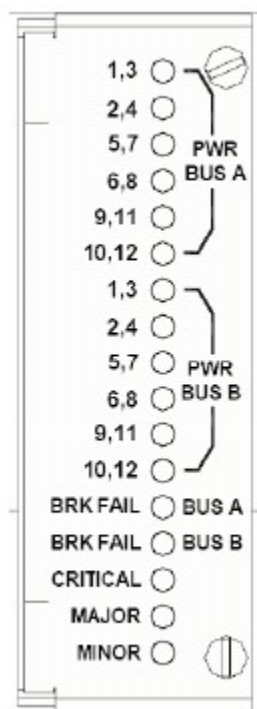 1,3
2,4
5,7
PWR
BUS A
6,8
9,11
10,12
1,3
2,4
5,7
PWR
BUS B
6,8
9,11
10,12
BRK FAIL BUS A
BRK FAIL BUS B
CRITICAL
MAJOR
MINOR